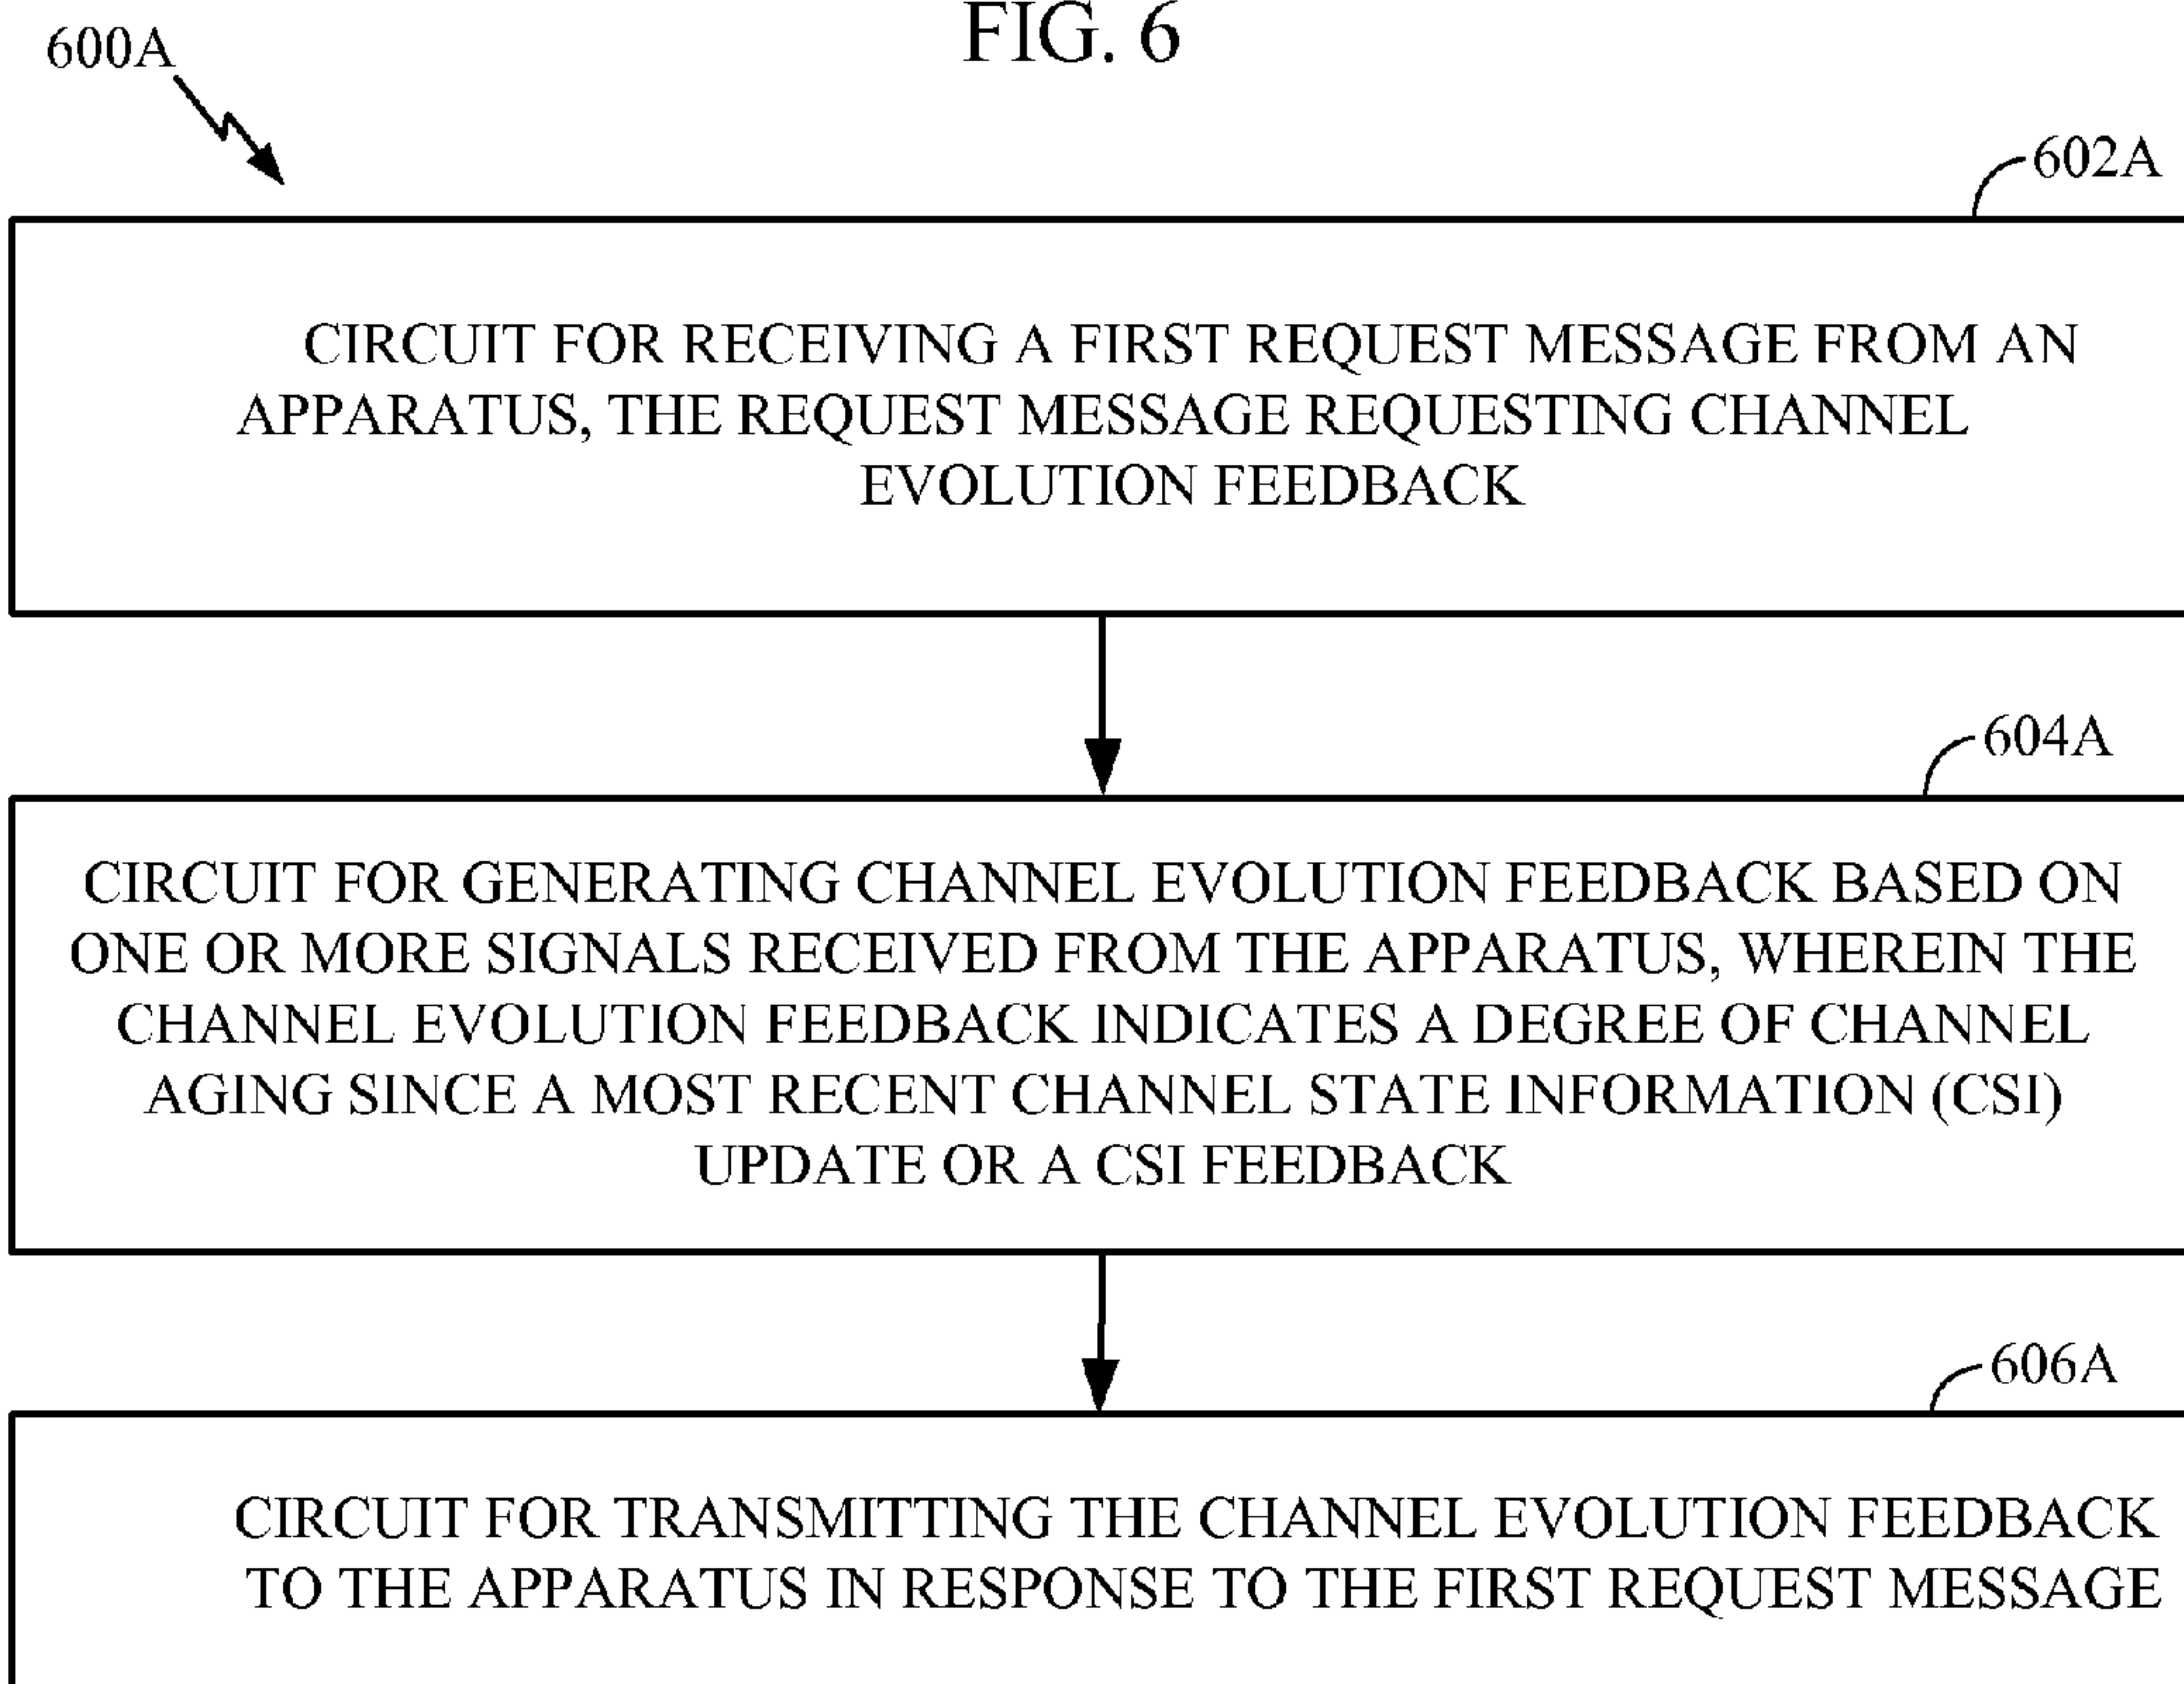 FIG. 6
600A
602A
CIRCUIT FOR RECEIVING A FIRST REQUEST MESSAGE FROM AN
APPARATUS, THE REQUEST MESSAGE REQUESTING CHANNEL
EVOLUTION FEEDBACK
604A
CIRCUIT FOR GENERATING CHANNEL EVOLUTION FEEDBACK BASED ON
ONE OR MORE SIGNALS RECEIVED FROM THE APPARATUS, WHEREIN THE
CHANNEL EVOLUTION FEEDBACK INDICATES A DEGREE OF CHANNEL
AGING SINCE A MOST RECENT CHANNEL STATE INFORMATION (CSI)
UPDATE OR A CSI FEEDBACK
606A
CIRCUIT FOR TRANSMITTING THE CHANNEL EVOLUTION FEEDBACK
TO THE APPARATUS IN RESPONSE TO THE FIRST REQUEST MESSAGE